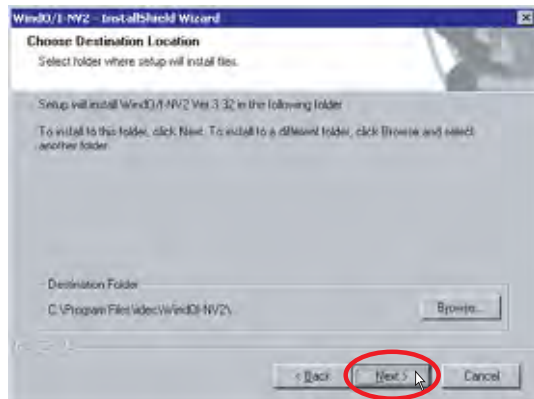 WindO/I-NV2 - InstallShield Wizard
Choose Destination Location
Select folder where setup will install files.
Setup will install WindO/I-NV2 Ver.3.32 in the following folder
To install to this folder, click Next. To install to a different folder, click Browse and select
another folder.
Destination Folder
C:\Program Files\idec\WindOI-NV2\
Browse...
< Back
Next >
Cancel